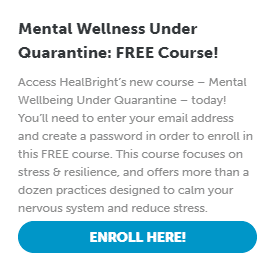 Mental Wellness Under
Quarantine: FREE Course!
Access HealBright's new course – Mental
Wellbeing Under Quarantine – today!
You'll need to enter your email address
and create a password in order to enroll in
this FREE course. This course focuses on
stress & resilience, and offers more than a
dozen practices designed to calm your
nervous system and reduce stress.
ENROLL HERE!